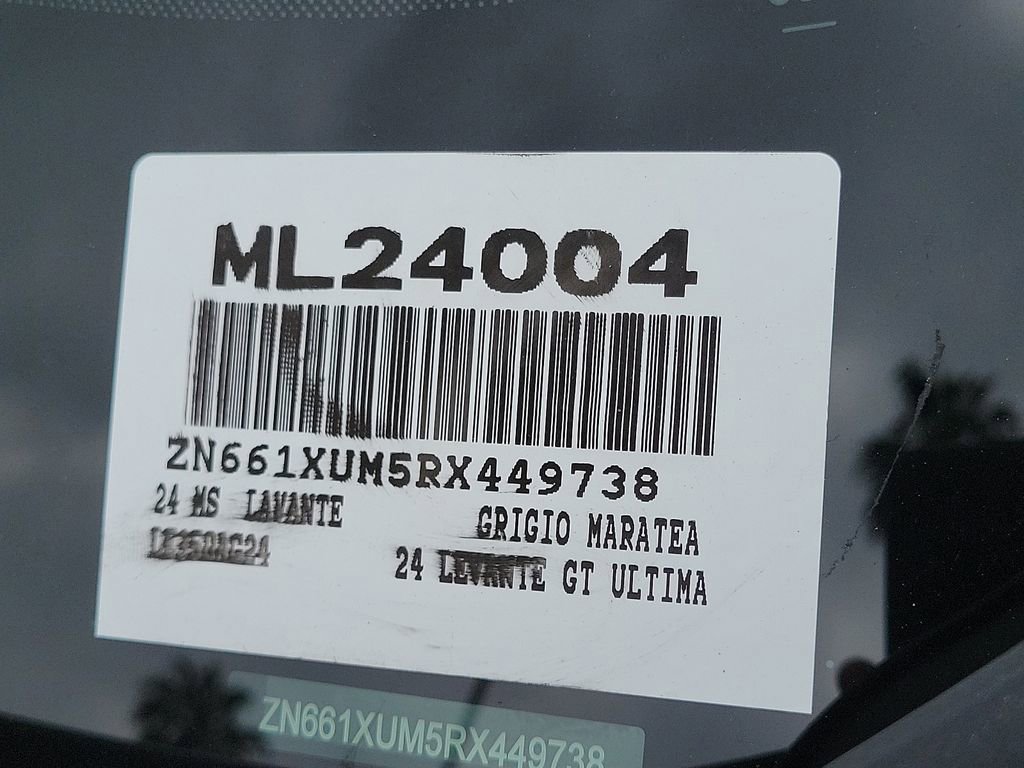 ML24004
ZN661XUM5RX449738
24 MS LAVANTE
GRIGIO MARATEA
24 LEVANTE GT ULTIMA
ZN661XUM5RX449738